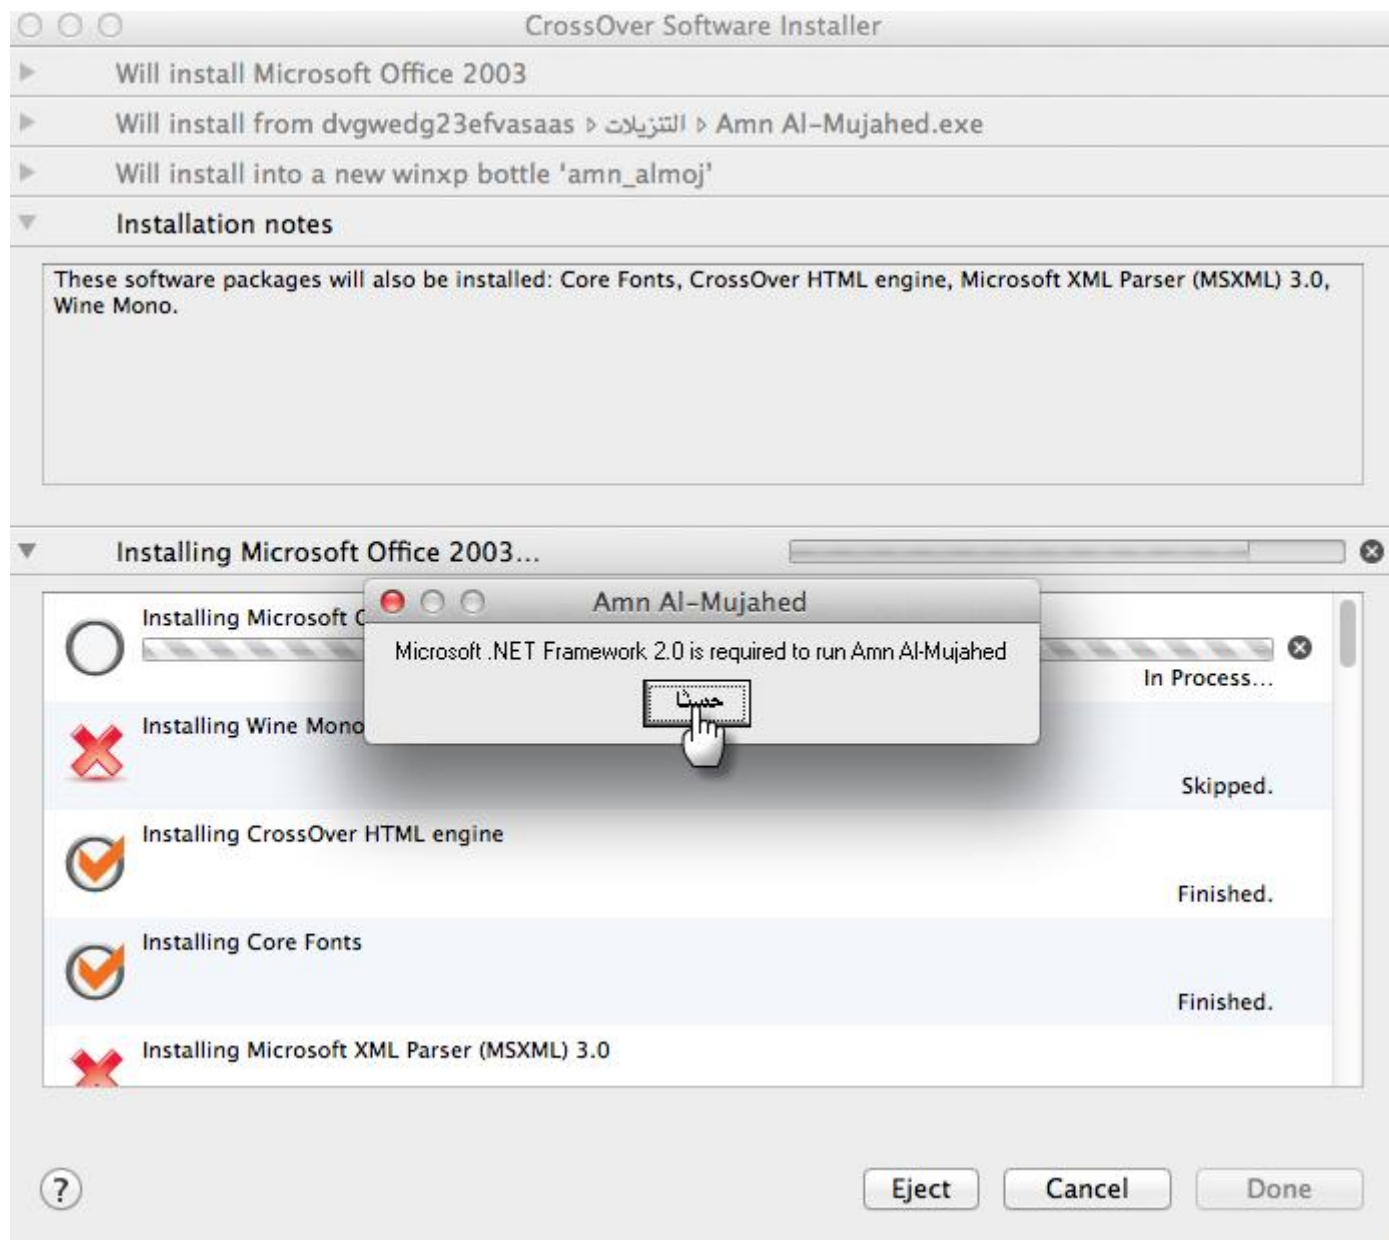 CrossOver Software Installer
Will install Microsoft Office 2003
Will install from dvgwedg23efvasaas ▹ التنزيلات ▹ Amn Al-Mujahed.exe
Will install into a new winxp bottle 'amn_almoj'
Installation notes
These software packages will also be installed: Core Fonts, CrossOver HTML engine, Microsoft XML Parser (MSXML) 3.0,
Wine Mono.
Installing Microsoft Office 2003...
Installing Microsoft
Amn Al-Mujahed
Microsoft .NET Framework 2.0 is required to run Amn Al-Mujahed
In Process...
Installing Wine Mono
Skipped.
Installing CrossOver HTML engine
Finished.
Installing Core Fonts
Finished.
Installing Microsoft XML Parser (MSXML) 3.0
?
Eject
Cancel
Done